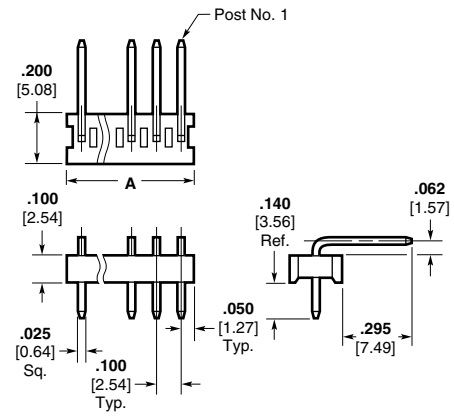 Post No. 1
.200
[5.08]
A
.100
[2.54]
.140
[3.56]
Ref.
.062
[1.57]
.025
[0.64]
Sq.
.100
[2.54]
Typ.
.050
[1.27]
Typ.
.295
[7.49]